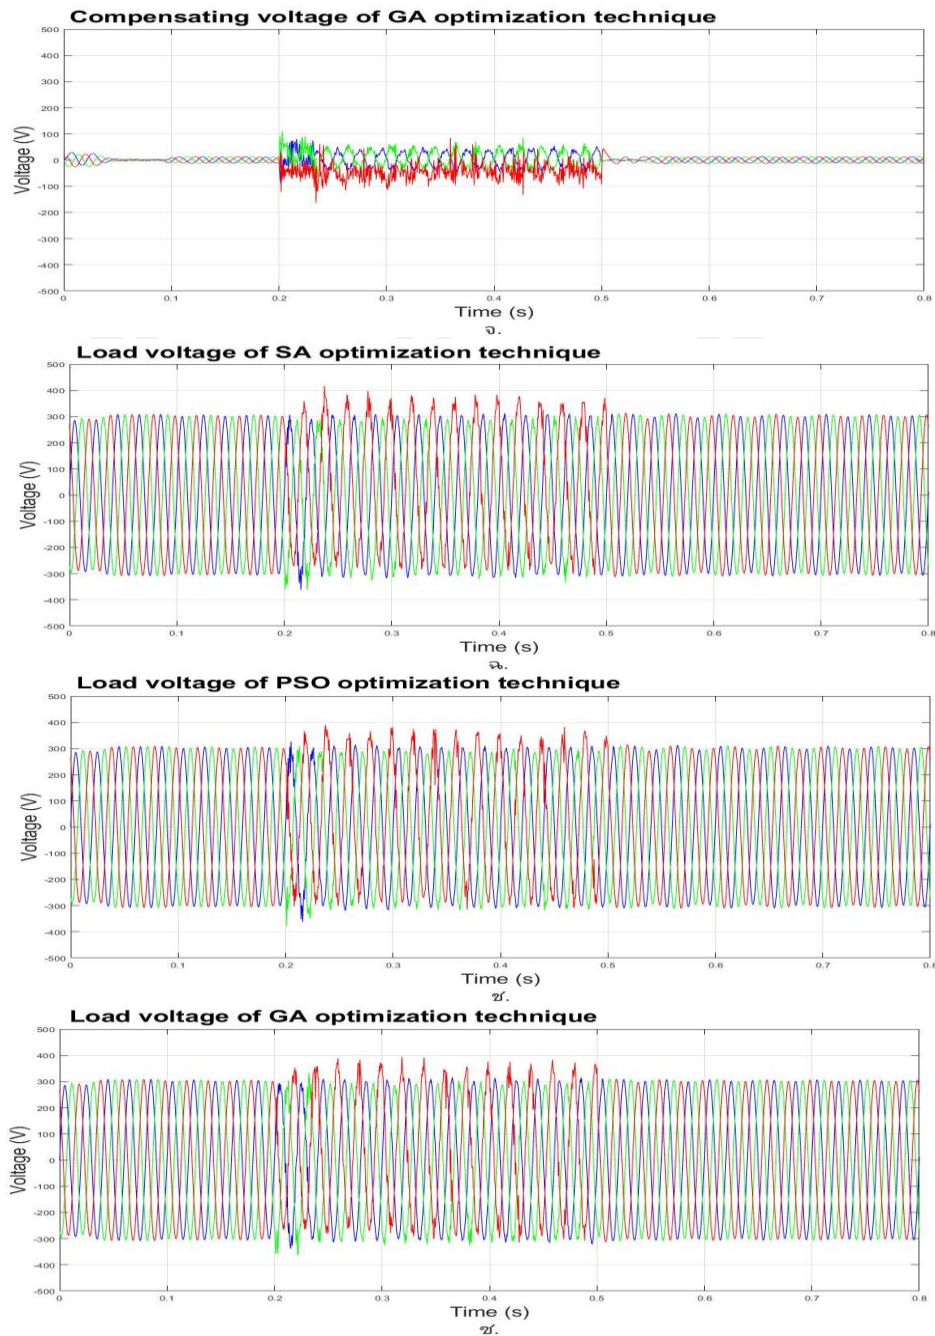 Compensating voltage of GA optimization technique
500
400
300
200
100
0
-100
-200
-300
-400
-500
Voltage (V)
0 0.1 0.2 0.3 0.4 0.5 0.6 0.7 0.8
Time (s)
จ.
Load voltage of SA optimization technique
500
400
300
200
100
0
-100
-200
-300
-400
-500
Voltage (V)
0 0.1 0.2 0.3 0.4 0.5 0.6 0.7 0.8
Time (s)
ฉ.
Load voltage of PSO optimization technique
500
400
300
200
100
0
-100
-200
-300
-400
-500
Voltage (V)
0 0.1 0.2 0.3 0.4 0.5 0.6 0.7 0.8
Time (s)
ช.
Load voltage of GA optimization technique
500
400
300
200
100
0
-100
-200
-300
-400
-500
Voltage (V)
0 0.1 0.2 0.3 0.4 0.5 0.6 0.7 0.8
Time (s)
ซ.